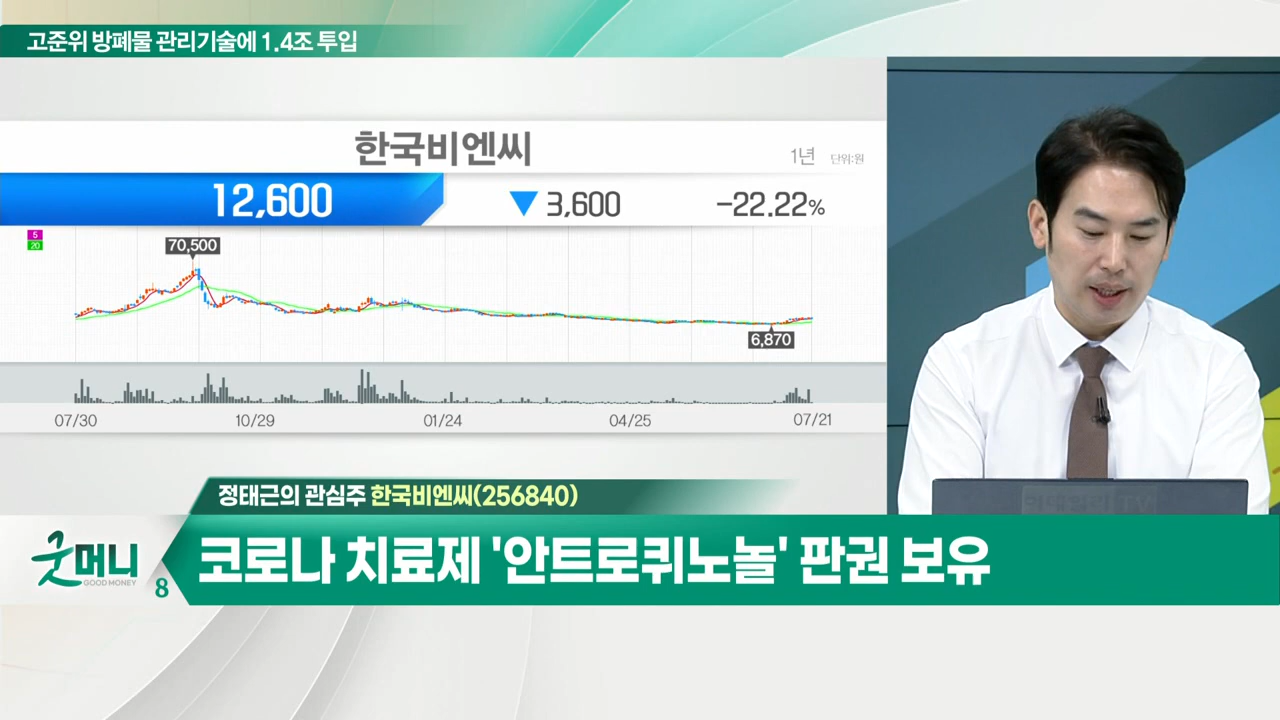 고준위 방폐물 관리기술에 1.4조 투입
한국비엔씨
1년 단위:원
12,600 ▼ 3,600 -22.22%
5
20
70,500
6,870
07/30 10/29 01/24 04/25 07/21
정태근의 관심주 한국비엔씨(256840)
굿머니
GOOD MONEY
8
코로나 치료제 '안트로퀴노놀' 판권 보유